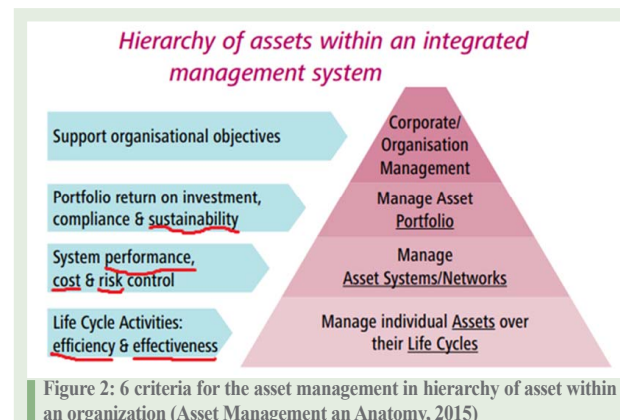 Hierarchy of assets within an integrated
management system
Support organisational objectives
Corporate/
Organisation
Management
Portfolio return on investment,
compliance & sustainability
Manage Asset
Portfolio
System performance,
cost & risk control
Manage
Asset Systems/Networks
Life Cycle Activities:
efficiency & effectiveness
Manage individual Assets over
their Life Cycles
Figure 2: 6 criteria for the asset management in hierarchy of asset within
an organization (Asset Management an Anatomy, 2015)